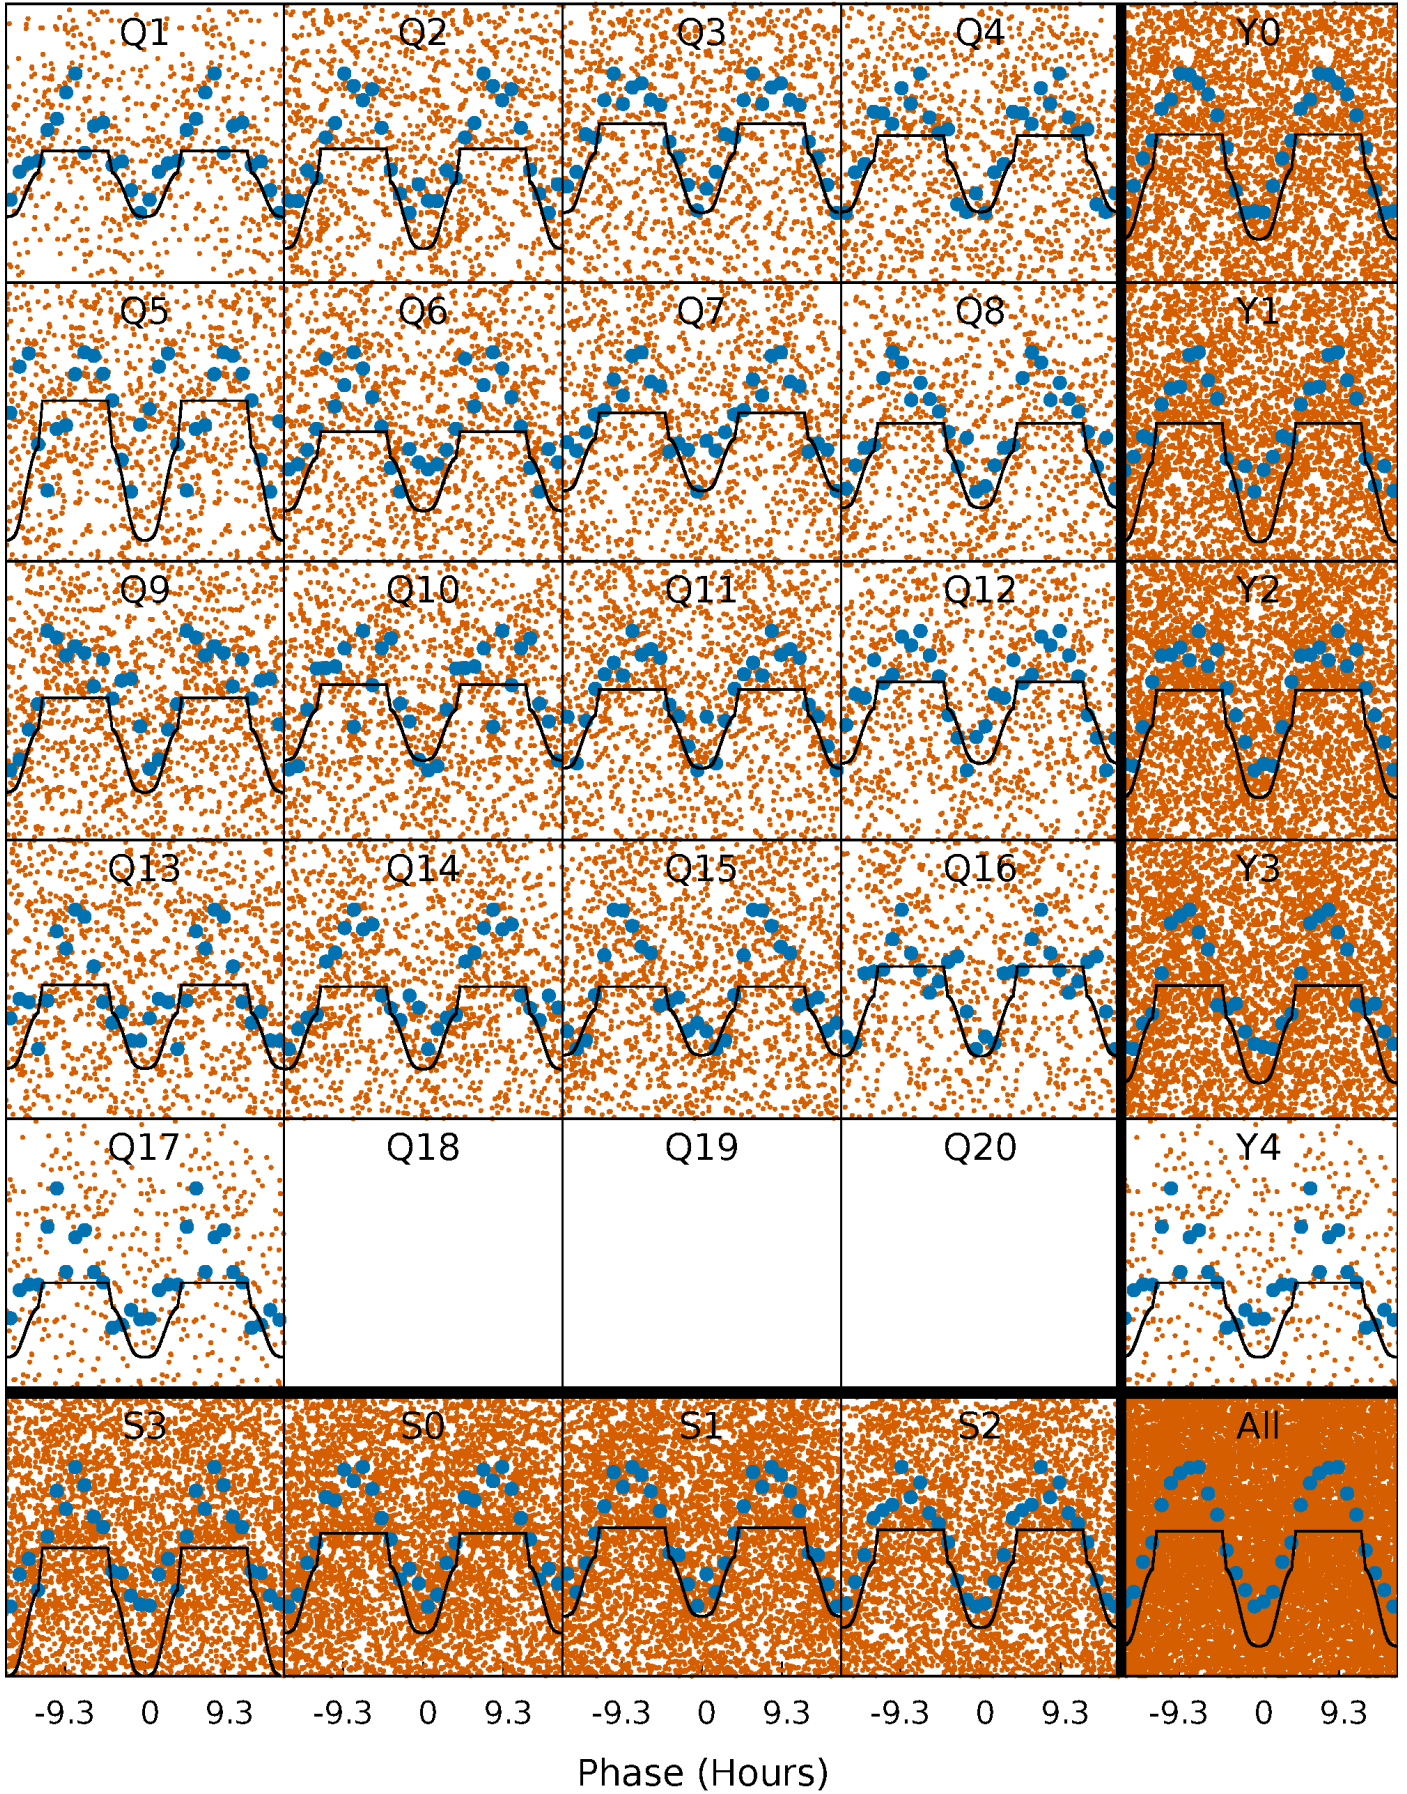 Q1 Q2 Q3 Q4 Y0
Q5 Q6 Q7 Q8 Y1
Q9 Q10 Q11 Q12 Y2
Q13 Q14 Q15 Q16 Y3
Q17 Q18 Q19 Q20 Y4
S3 S0 S1 S2 All
-9.3 0 9.3 -9.3 0 9.3 -9.3 0 9.3 -9.3 0 9.3 -9.3 0 9.3
Phase (Hours)